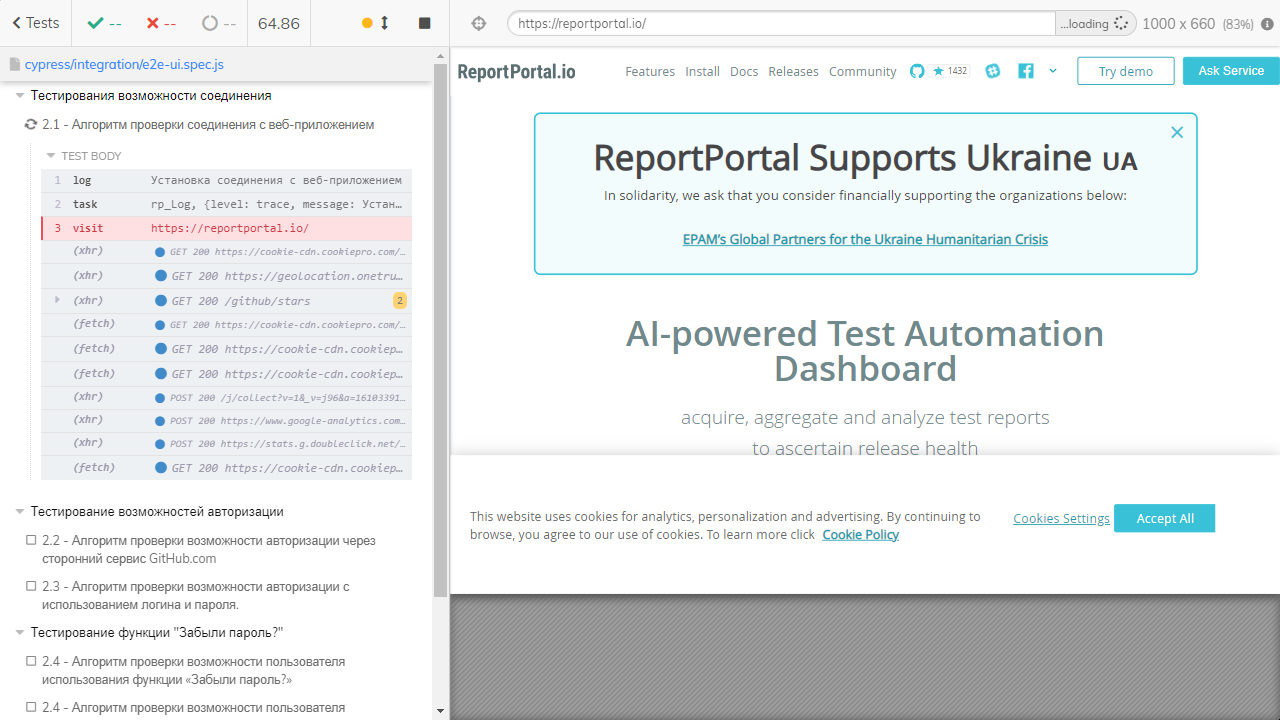 Tests
--
--
--
64.86
https://reportportal.io/
...loading
1000 x 660 (83%)
cypress/integration/e2e-ui.spec.js
Тестирования возможности соединения
2.1 - Алгоритм проверки соединения с веб-приложением
TEST BODY
1 log Установка соединения с веб-приложением
2 task rp_Log, {level: trace, message: Устан...
3 visit https://reportportal.io/
(xhr) GET 200 https://cookie-cdn.cookiepro.com/...
(xhr) GET 200 https://geolocation.onetru...
(xhr) GET 200 /github/stars 2
(fetch) GET 200 https://cookie-cdn.cookiepro.com/...
(fetch) GET 200 https://cookie-cdn.cookiep...
(fetch) GET 200 https://cookie-cdn.cookiep...
(xhr) POST 200 /j/collect?v=1&_v=j96&a=16103391...
(xhr) POST 200 https://www.google-analytics.com...
(xhr) POST 200 https://stats.g.doubleclick.net/...
(fetch) GET 200 https://cookie-cdn.cookiep...
Тестирование возможностей авторизации
2.2 - Алгоритм проверки возможности авторизации через
сторонний сервис GitHub.com
2.3 - Алгоритм проверки возможности авторизации с
использованием логина и пароля.
Тестирование функции "Забыли пароль?"
2.4 - Алгоритм проверки возможности пользователя
использования функции «Забыли пароль?»
2.4 - Алгоритм проверки возможности пользователя
ReportPortal.io
Features Install Docs Releases Community 1432 Try demo Ask Service
ReportPortal Supports Ukraine UA
In solidarity, we ask that you consider financially supporting the organizations below:
EPAM’s Global Partners for the Ukraine Humanitarian Crisis
AI-powered Test Automation
Dashboard
acquire, aggregate and analyze test reports
to ascertain release health
This website uses cookies for analytics, personalization and advertising. By continuing to
browse, you agree to our use of cookies. To learn more click Cookie Policy
Cookies Settings
Accept All